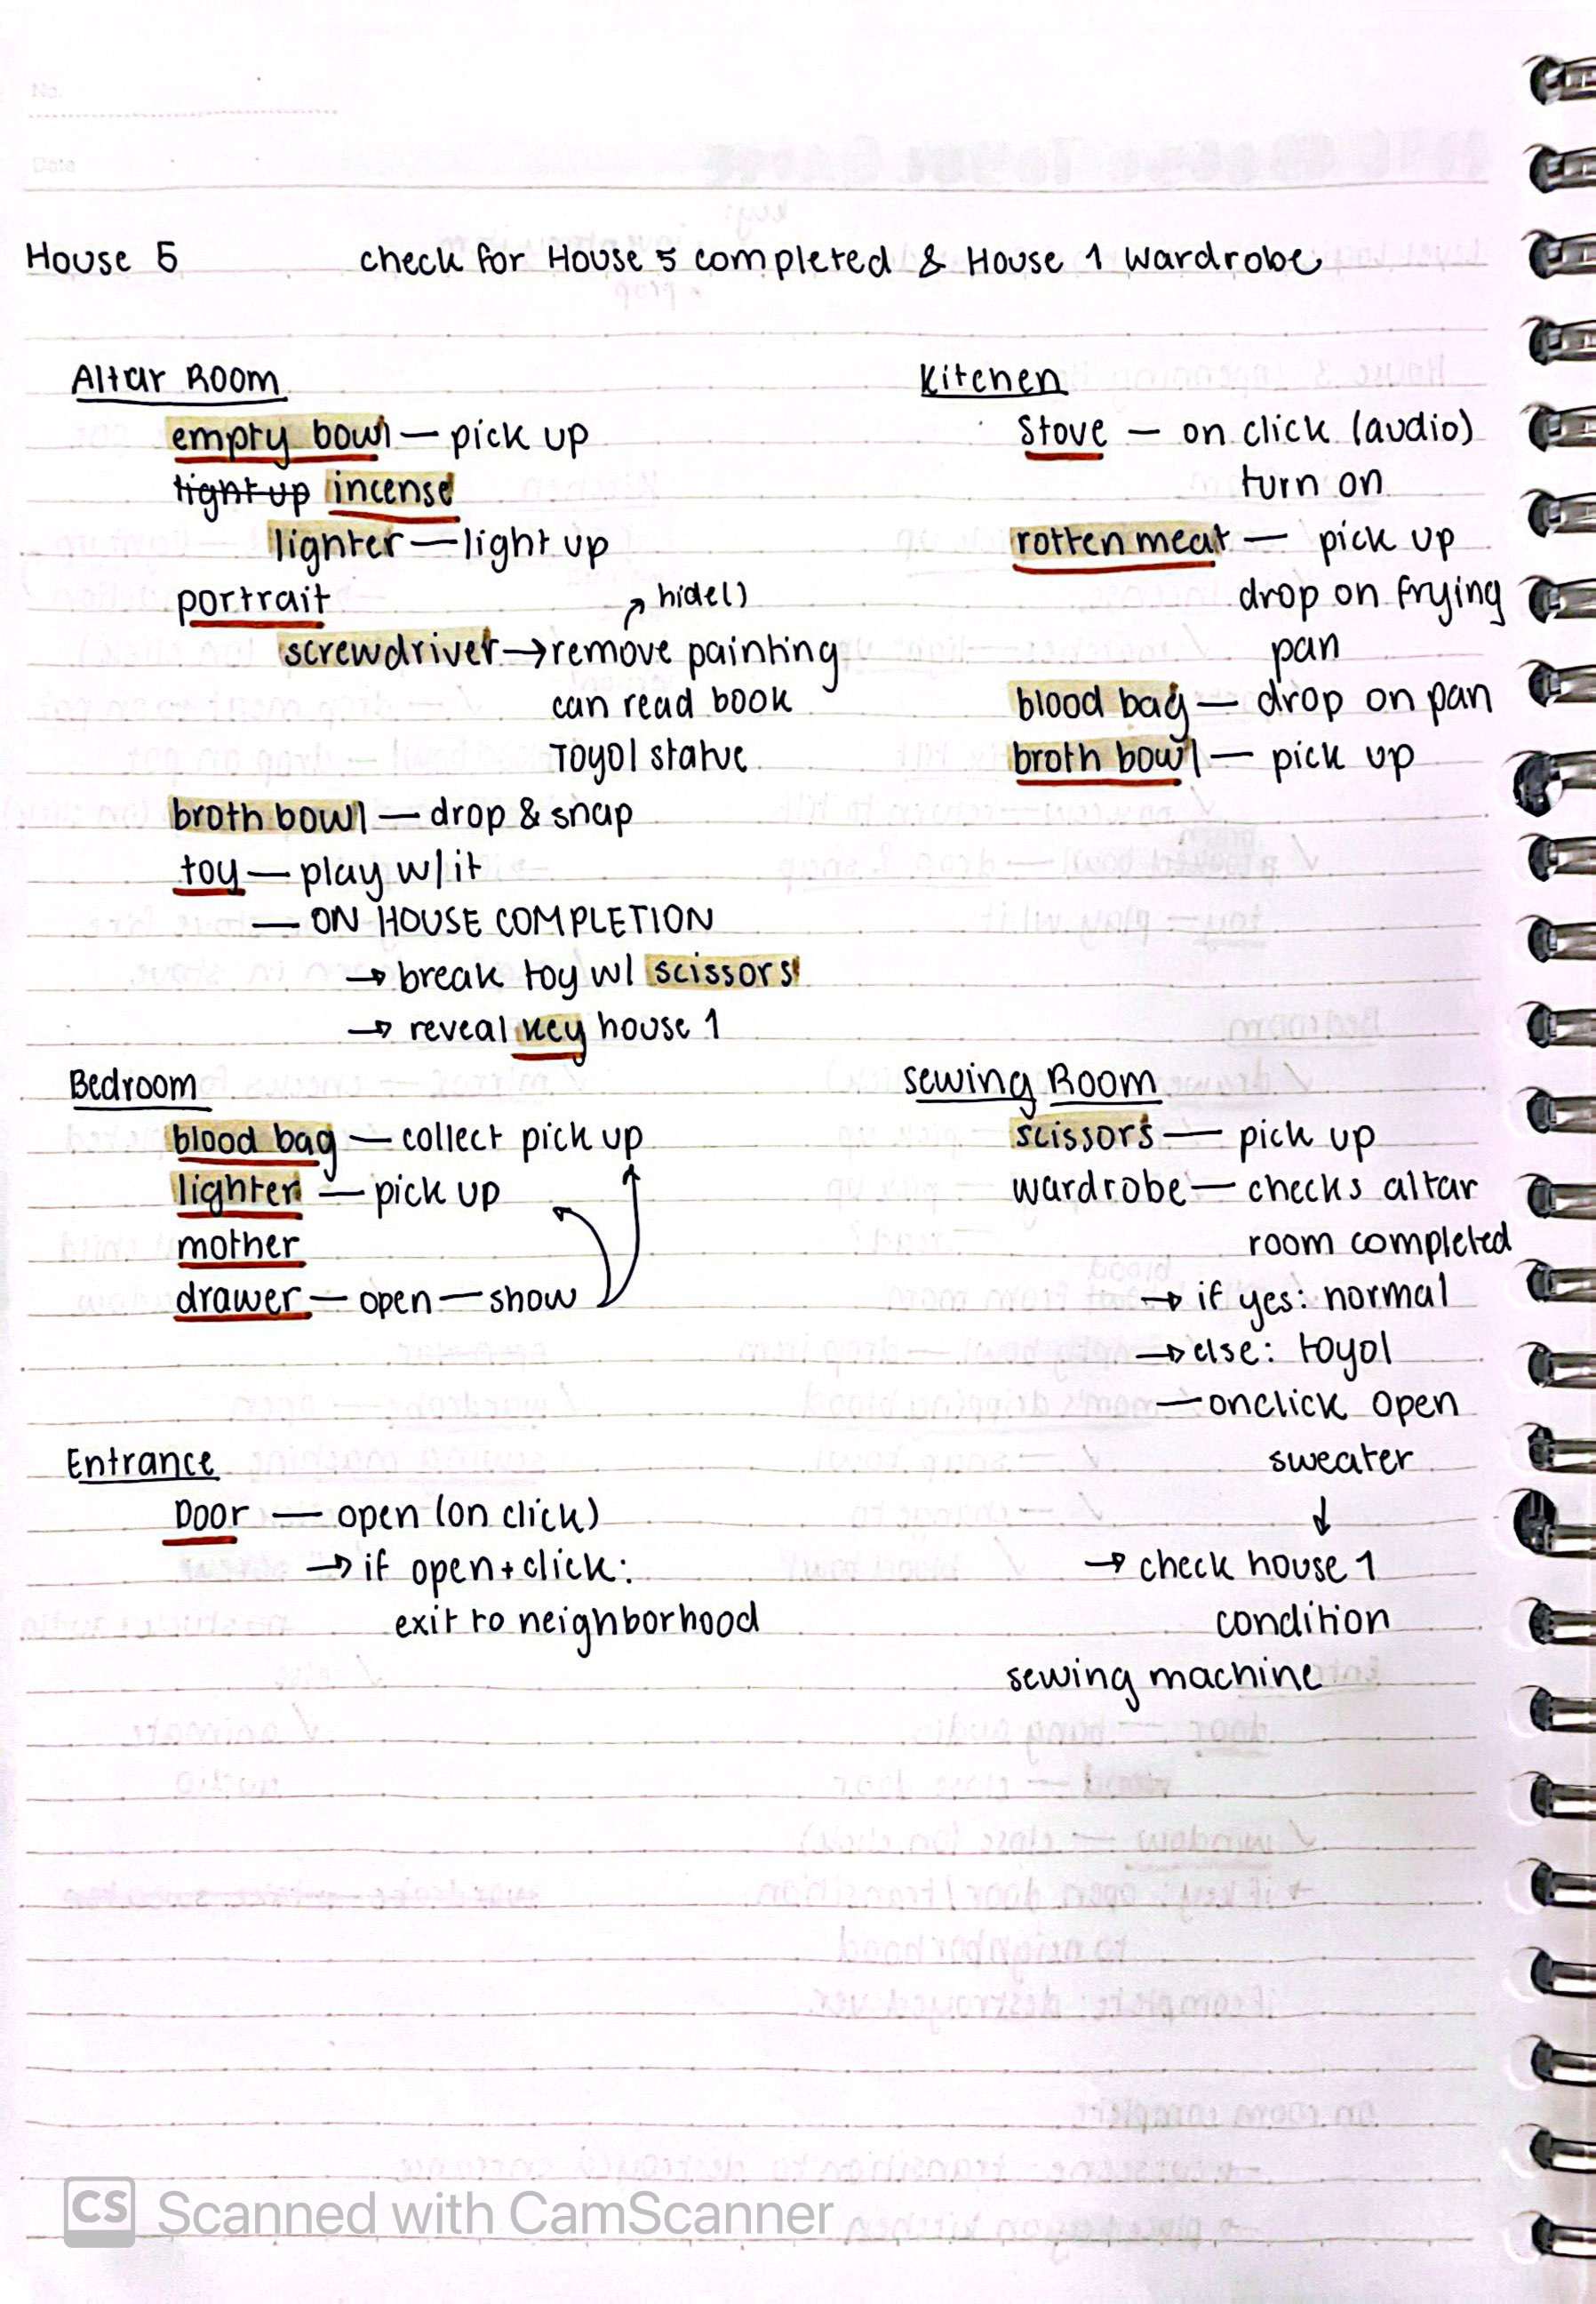 No.
Date
House 5 check for House 5 completed & House 1 wardrobe
Altar Room
empty bowl — pick up
light up incense
lighter — light up
portrait
↗ hide()
screwdriver → remove painting
can read book
Toyol statue
broth bowl — drop & snap
toy — play w/ it
— ON HOUSE COMPLETION
→ break toy w/ scissors
→ reveal key house 1
Kitchen
Stove — on click (audio)
turn on
rotten meat — pick up
drop on frying
pan
blood bag — drop on pan
broth bowl — pick up
Bedroom
blood bag — collect pick up
lighter — pick up
mother
drawer — open — show
Sewing Room
scissors — pick up
wardrobe — checks altar
room completed
→ if yes: normal
→ else: toyol
— onclick open
sweater
↓
→ check house 1
condition
sewing machine
Entrance
Door — open (on click)
→ if open + click:
exit to neighborhood
CS Scanned with CamScanner